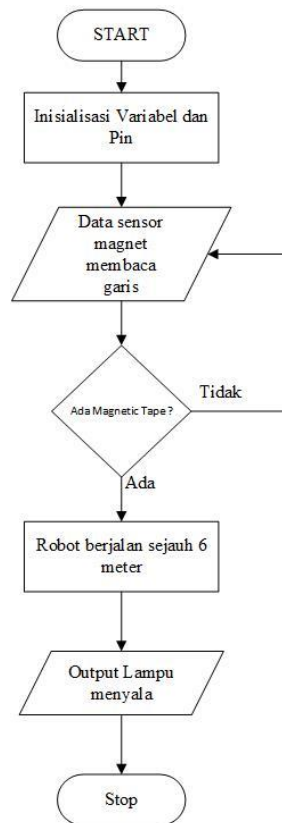 START
Inisialisasi Variabel dan
Pin
Data sensor
magnet
membaca
garis
Ada Magnetic Tape ?
Tidak
Ada
Robot berjalan sejauh 6
meter
Output Lampu
menyala
Stop